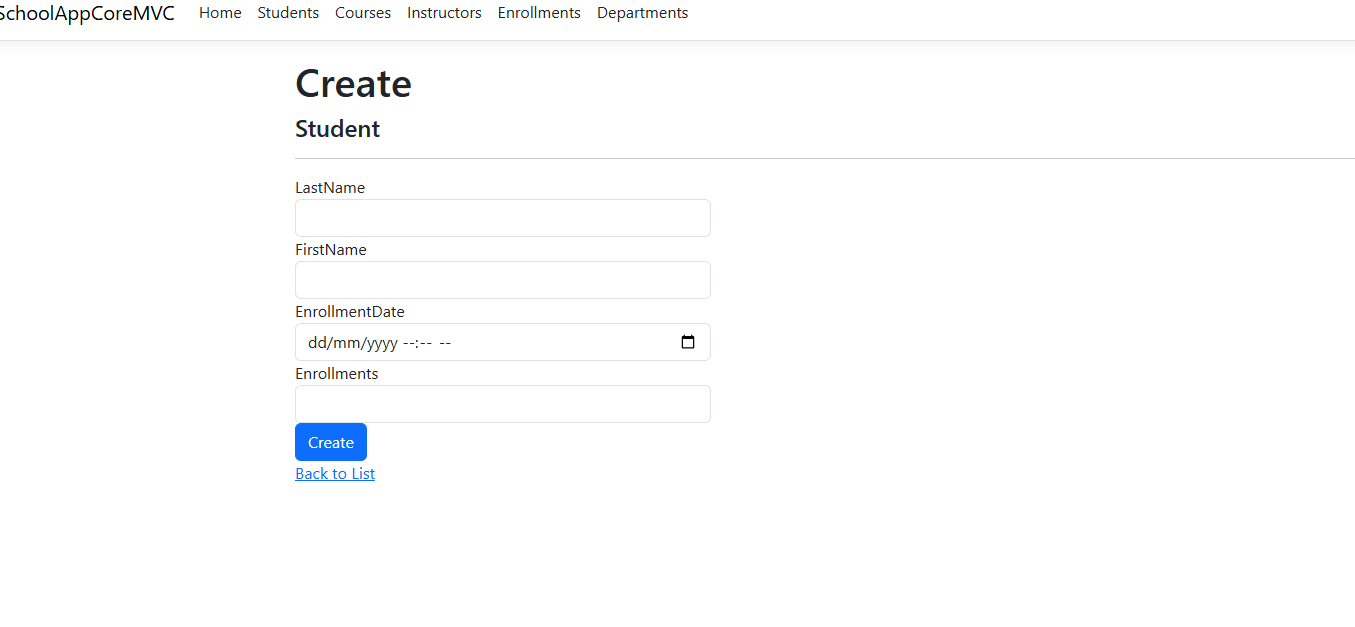 SchoolAppCoreMVC Home Students Courses Instructors Enrollments Departments
Create
Student
LastName
FirstName
EnrollmentDate
dd/mm/yyyy --:-- --
Enrollments
Create
Back to List